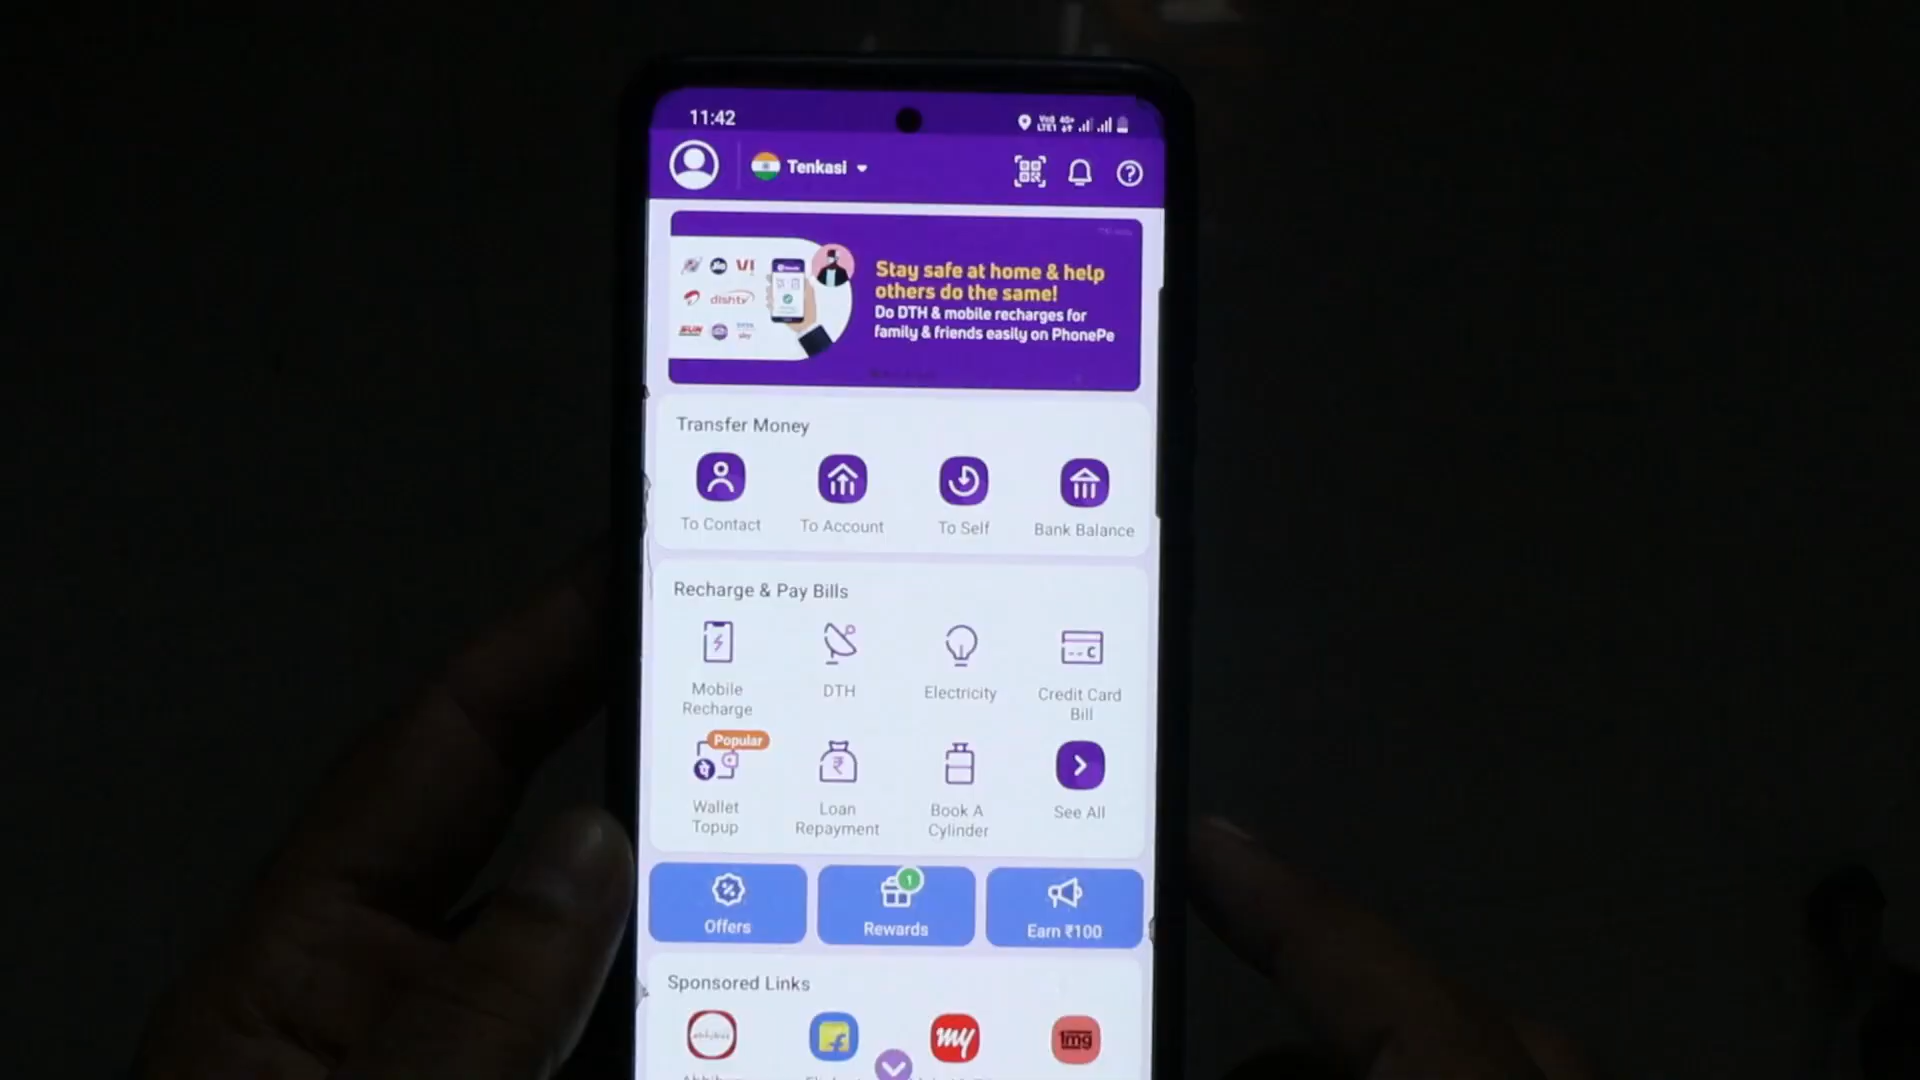 11:42
Tenkasi
Jio VI
dishtv
SUN
sky
Stay safe at home & help
others do the same!
Do DTH & mobile recharges for
family & friends easily on PhonePe
Transfer Money
To Contact To Account To Self Bank Balance
Recharge & Pay Bills
Mobile
Recharge
DTH
Electricity
Credit Card
Bill
Popular
Wallet
Topup
Loan
Repayment
Book A
Cylinder
See All
Offers
1
Rewards
Earn ₹100
Sponsored Links
my
1mg